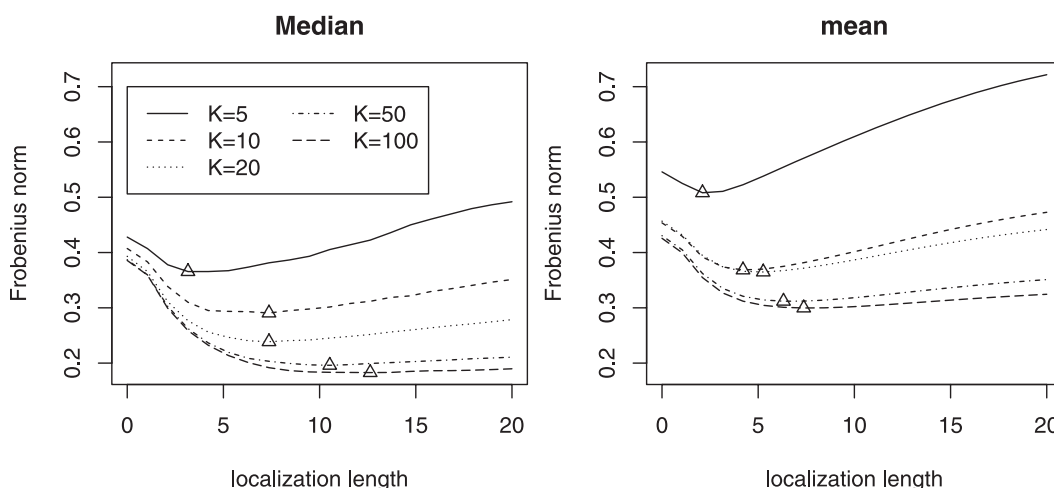 Median
Frobenius norm
0.7
0.6
0.5
0.4
0.3
0.2
K=5
K=10
K=20
K=50
K=100
0 5 10 15 20
localization length
mean
Frobenius norm
0.7
0.6
0.5
0.4
0.3
0.2
0 5 10 15 20
localization length